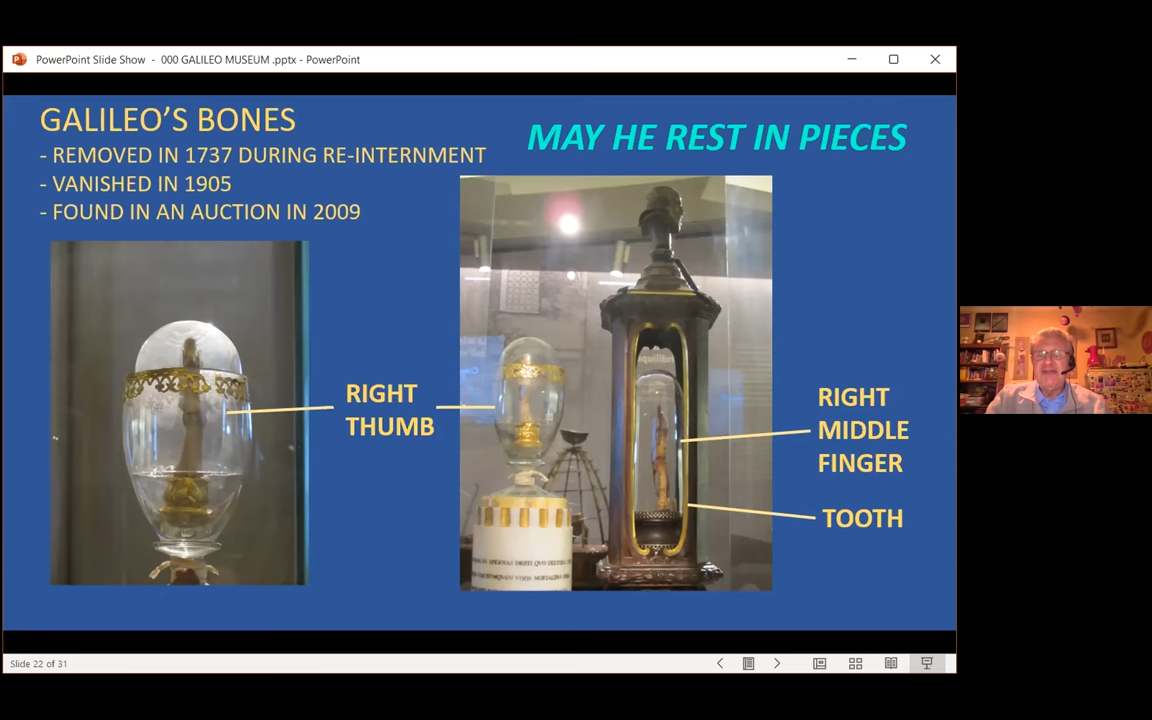 PowerPoint Slide Show - 000 GALILEO MUSEUM .pptx - PowerPoint
GALILEO'S BONES
- REMOVED IN 1737 DURING RE-INTERNMENT
- VANISHED IN 1905
- FOUND IN AN AUCTION IN 2009
MAY HE REST IN PIECES
RIGHT
THUMB
RIGHT
MIDDLE
FINGER
TOOTH
Slide 22 of 31